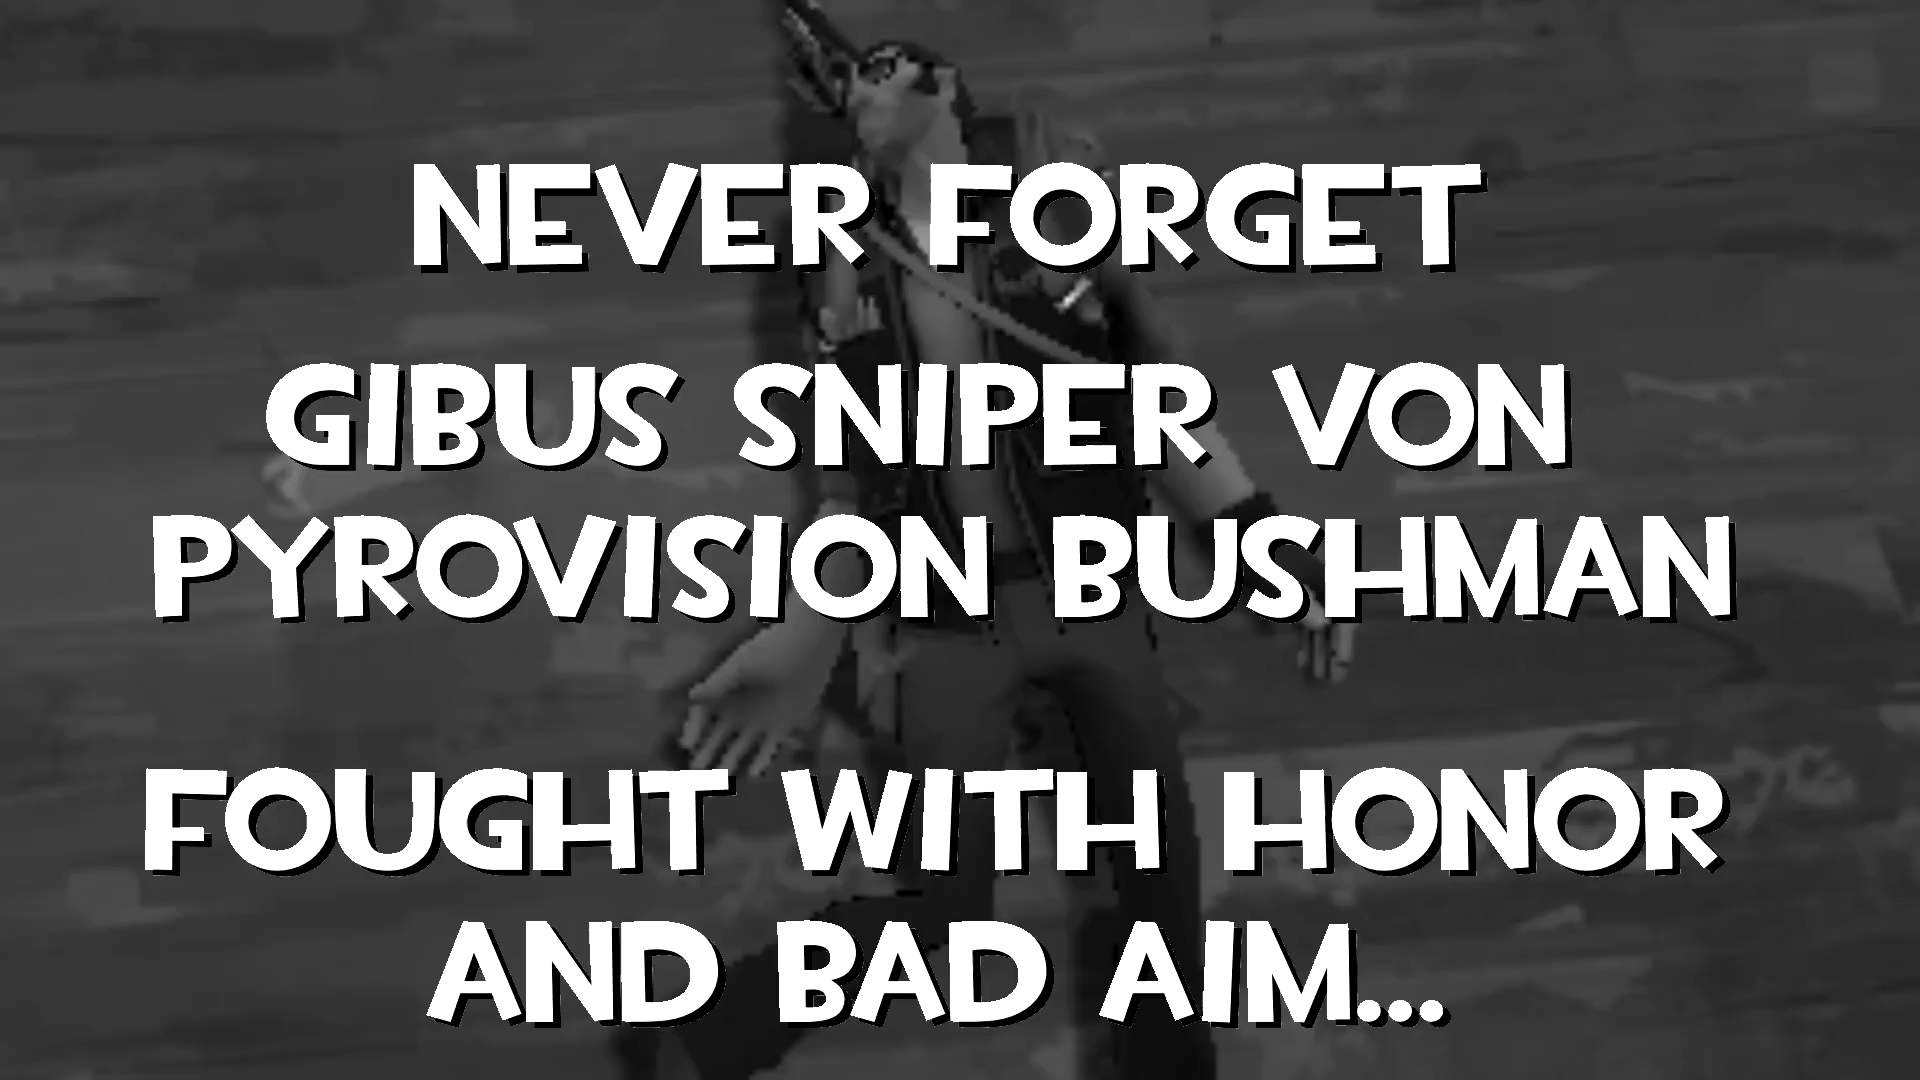 NEVER FORGET
GIBUS SNIPER VON
PYROVISION BUSHMAN
FOUGHT WITH HONOR
AND BAD AIM...